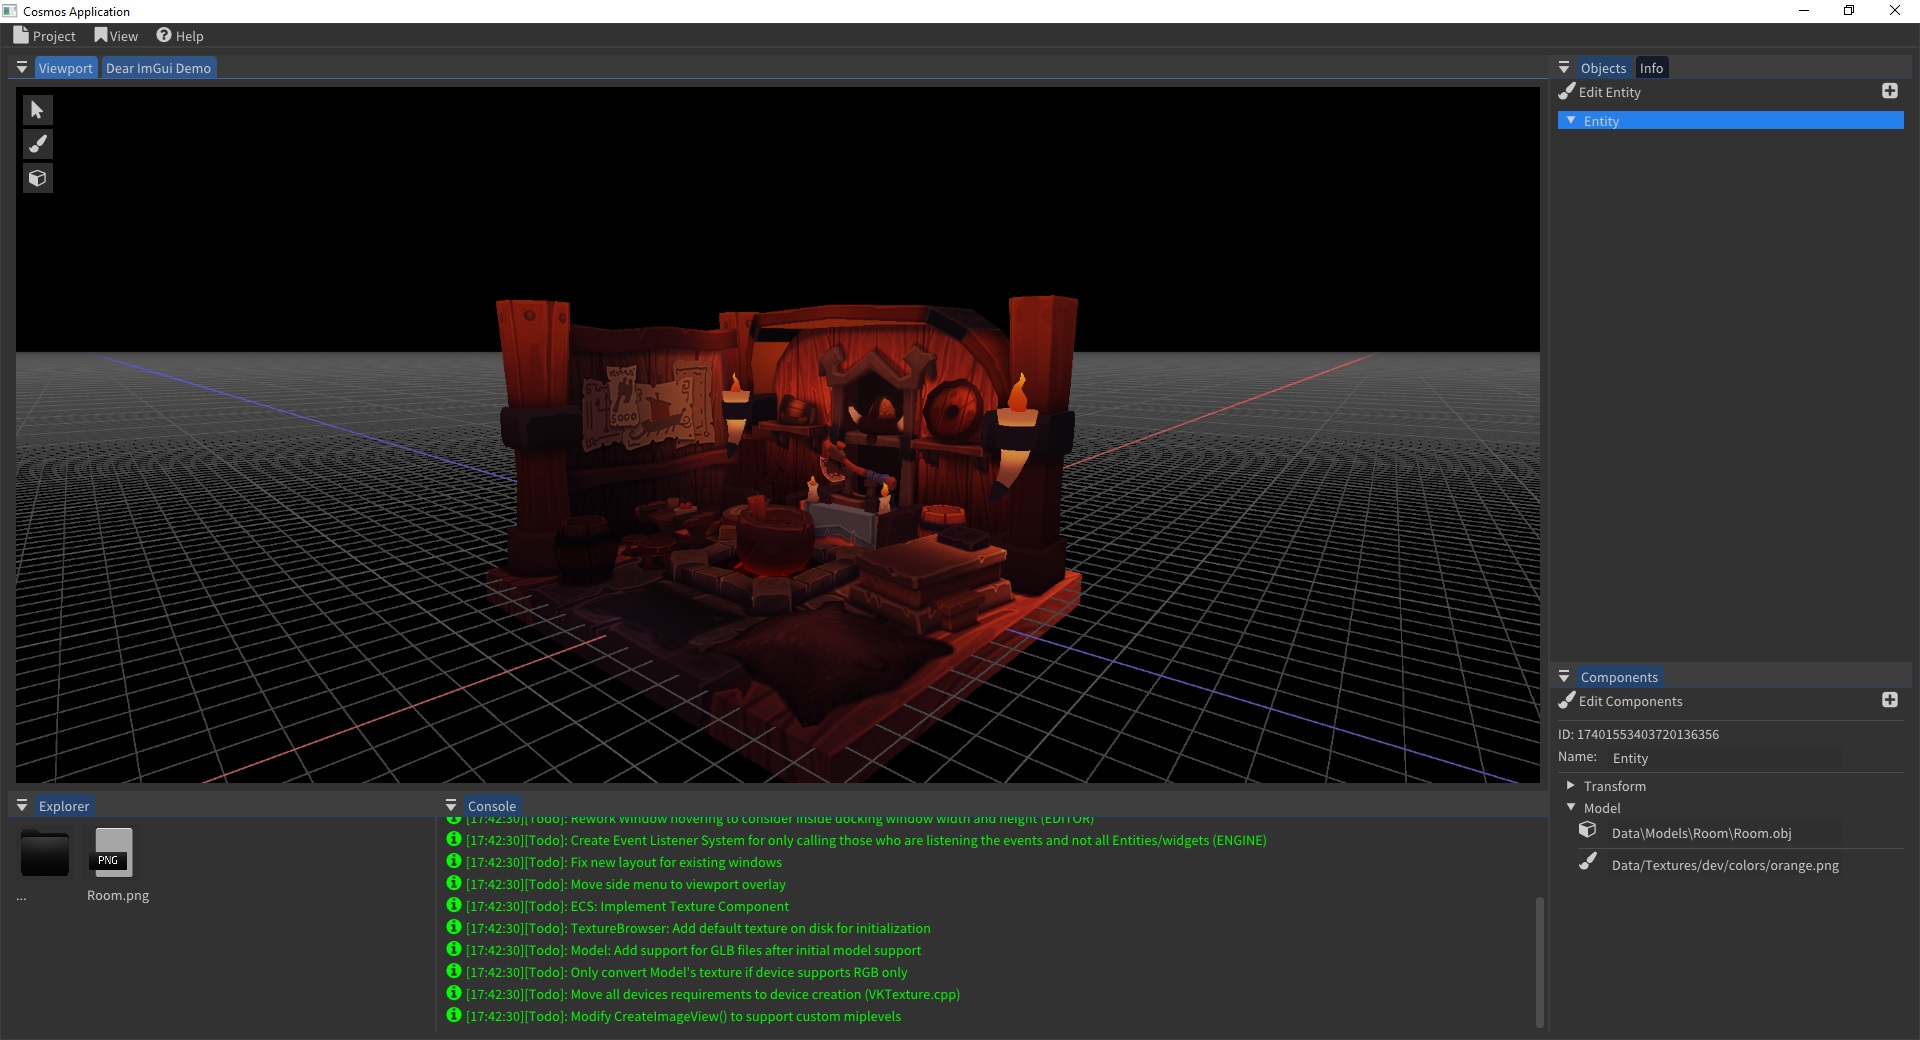 Cosmos Application
Project View Help
Viewport Dear ImGui Demo
Objects Info
Edit Entity
Entity
5000
Components
Edit Components
ID: 17401553403720136356
Name: Entity
Transform
Model
Data\Models\Room\Room.obj
Data/Textures/dev/colors/orange.png
Explorer
PNG
...
Room.png
Console
[17:42:30][Todo]: Rework Window hovering to consider inside docking window width and height (EDITOR)
[17:42:30][Todo]: Create Event Listener System for only calling those who are listening the events and not all Entities/widgets (ENGINE)
[17:42:30][Todo]: Fix new layout for existing windows
[17:42:30][Todo]: Move side menu to viewport overlay
[17:42:30][Todo]: ECS: Implement Texture Component
[17:42:30][Todo]: TextureBrowser: Add default texture on disk for initialization
[17:42:30][Todo]: Model: Add support for GLB files after initial model support
[17:42:30][Todo]: Only convert Model's texture if device supports RGB only
[17:42:30][Todo]: Move all devices requirements to device creation (VKTexture.cpp)
[17:42:30][Todo]: Modify CreateImageView() to support custom miplevels